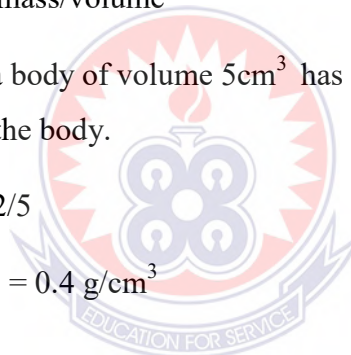 mass/volume
a body of volume 5cm³ has
the body.
2/5
= 0.4 g/cm³
EDUCATION FOR SERVICE